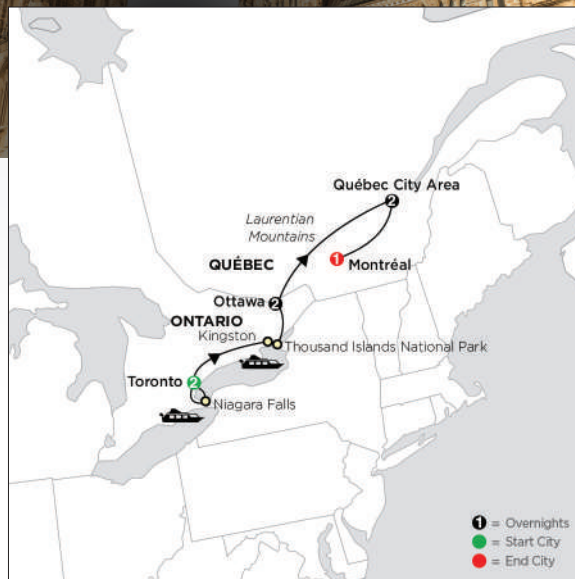 Québec City Area
2
Laurentian
Mountains
QUÉBEC
1 Montréal
Ottawa 2
ONTARIO
Kingston
Thousand Islands National Park
Toronto 2
Niagara Falls
1 = Overnights
= Start City
= End City